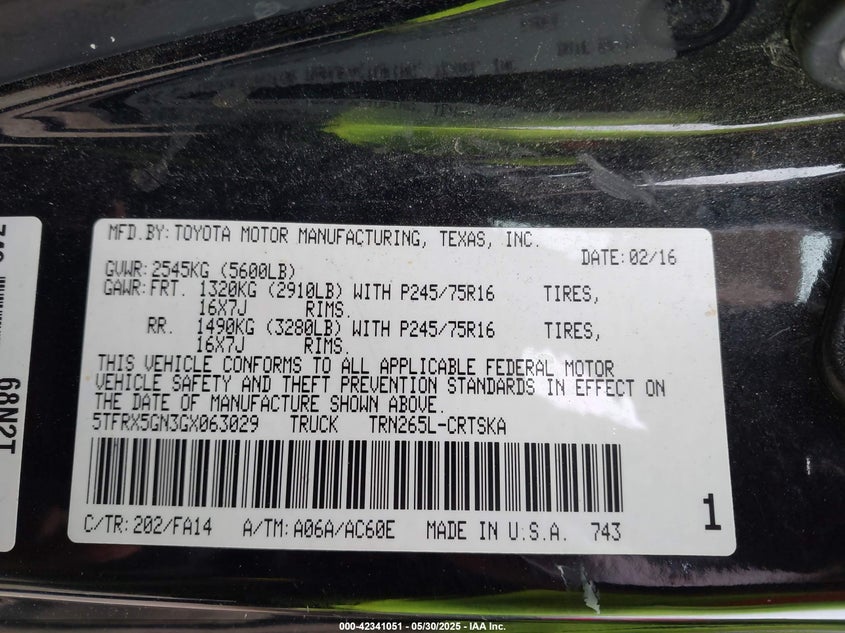 MFD.BY: TOYOTA MOTOR MANUFACTURING, TEXAS, INC.
DATE: 02/16
GVWR: 2545KG (5600LB)
GAWR: FRT. 1320KG (2910LB) WITH P245/75R16 TIRES,
16X7J RIMS.
RR. 1490KG (3280LB) WITH P245/75R16 TIRES,
16X7J RIMS.
THIS VEHICLE CONFORMS TO ALL APPLICABLE FEDERAL MOTOR
VEHICLE SAFETY AND THEFT PREVENTION STANDARDS IN EFFECT ON
THE DATE OF MANUFACTURE SHOWN ABOVE.
5TFRX5GN3GX063029 TRUCK TRN265L-CRTSKA
C/TR: 202/FA14 A/TM: A06A/AC60E MADE IN U.S.A. 743
1
68N2T
000-42341051 - 05/30/2025 - IAA Inc.